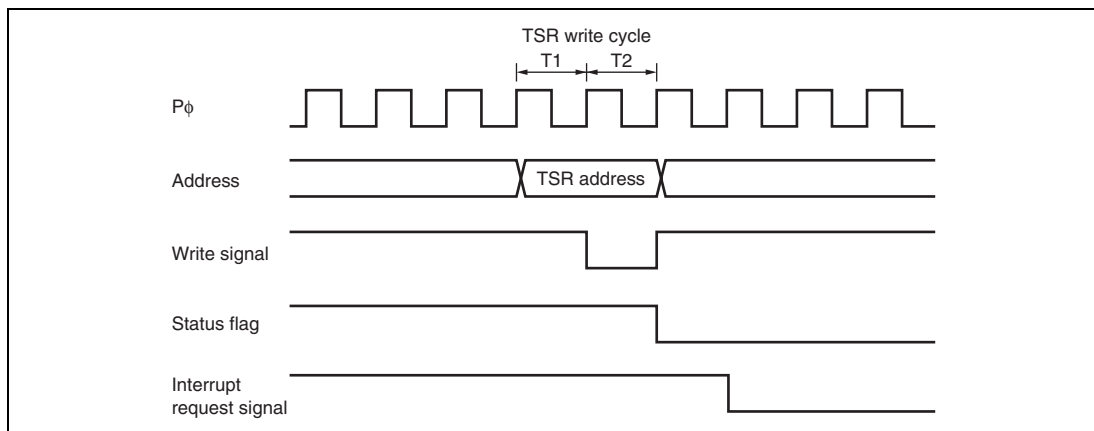 TSR write cycle
T1 T2
Pϕ
Address
TSR address
Write signal
Status flag
Interrupt
request signal